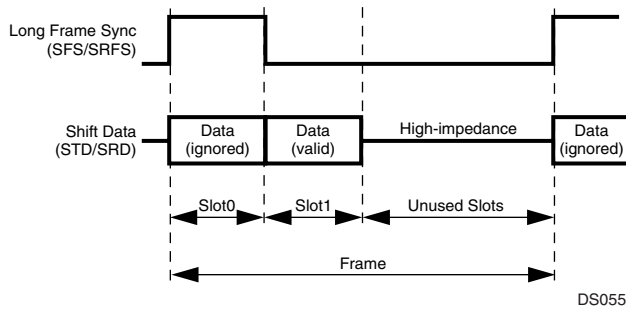 Long Frame Sync
(SFS/SRFS)
Shift Data
(STD/SRD)
Data
(ignored)
Data
(valid)
High-impedance
Data
(ignored)
Slot0
Slot1
Unused Slots
Frame
DS055